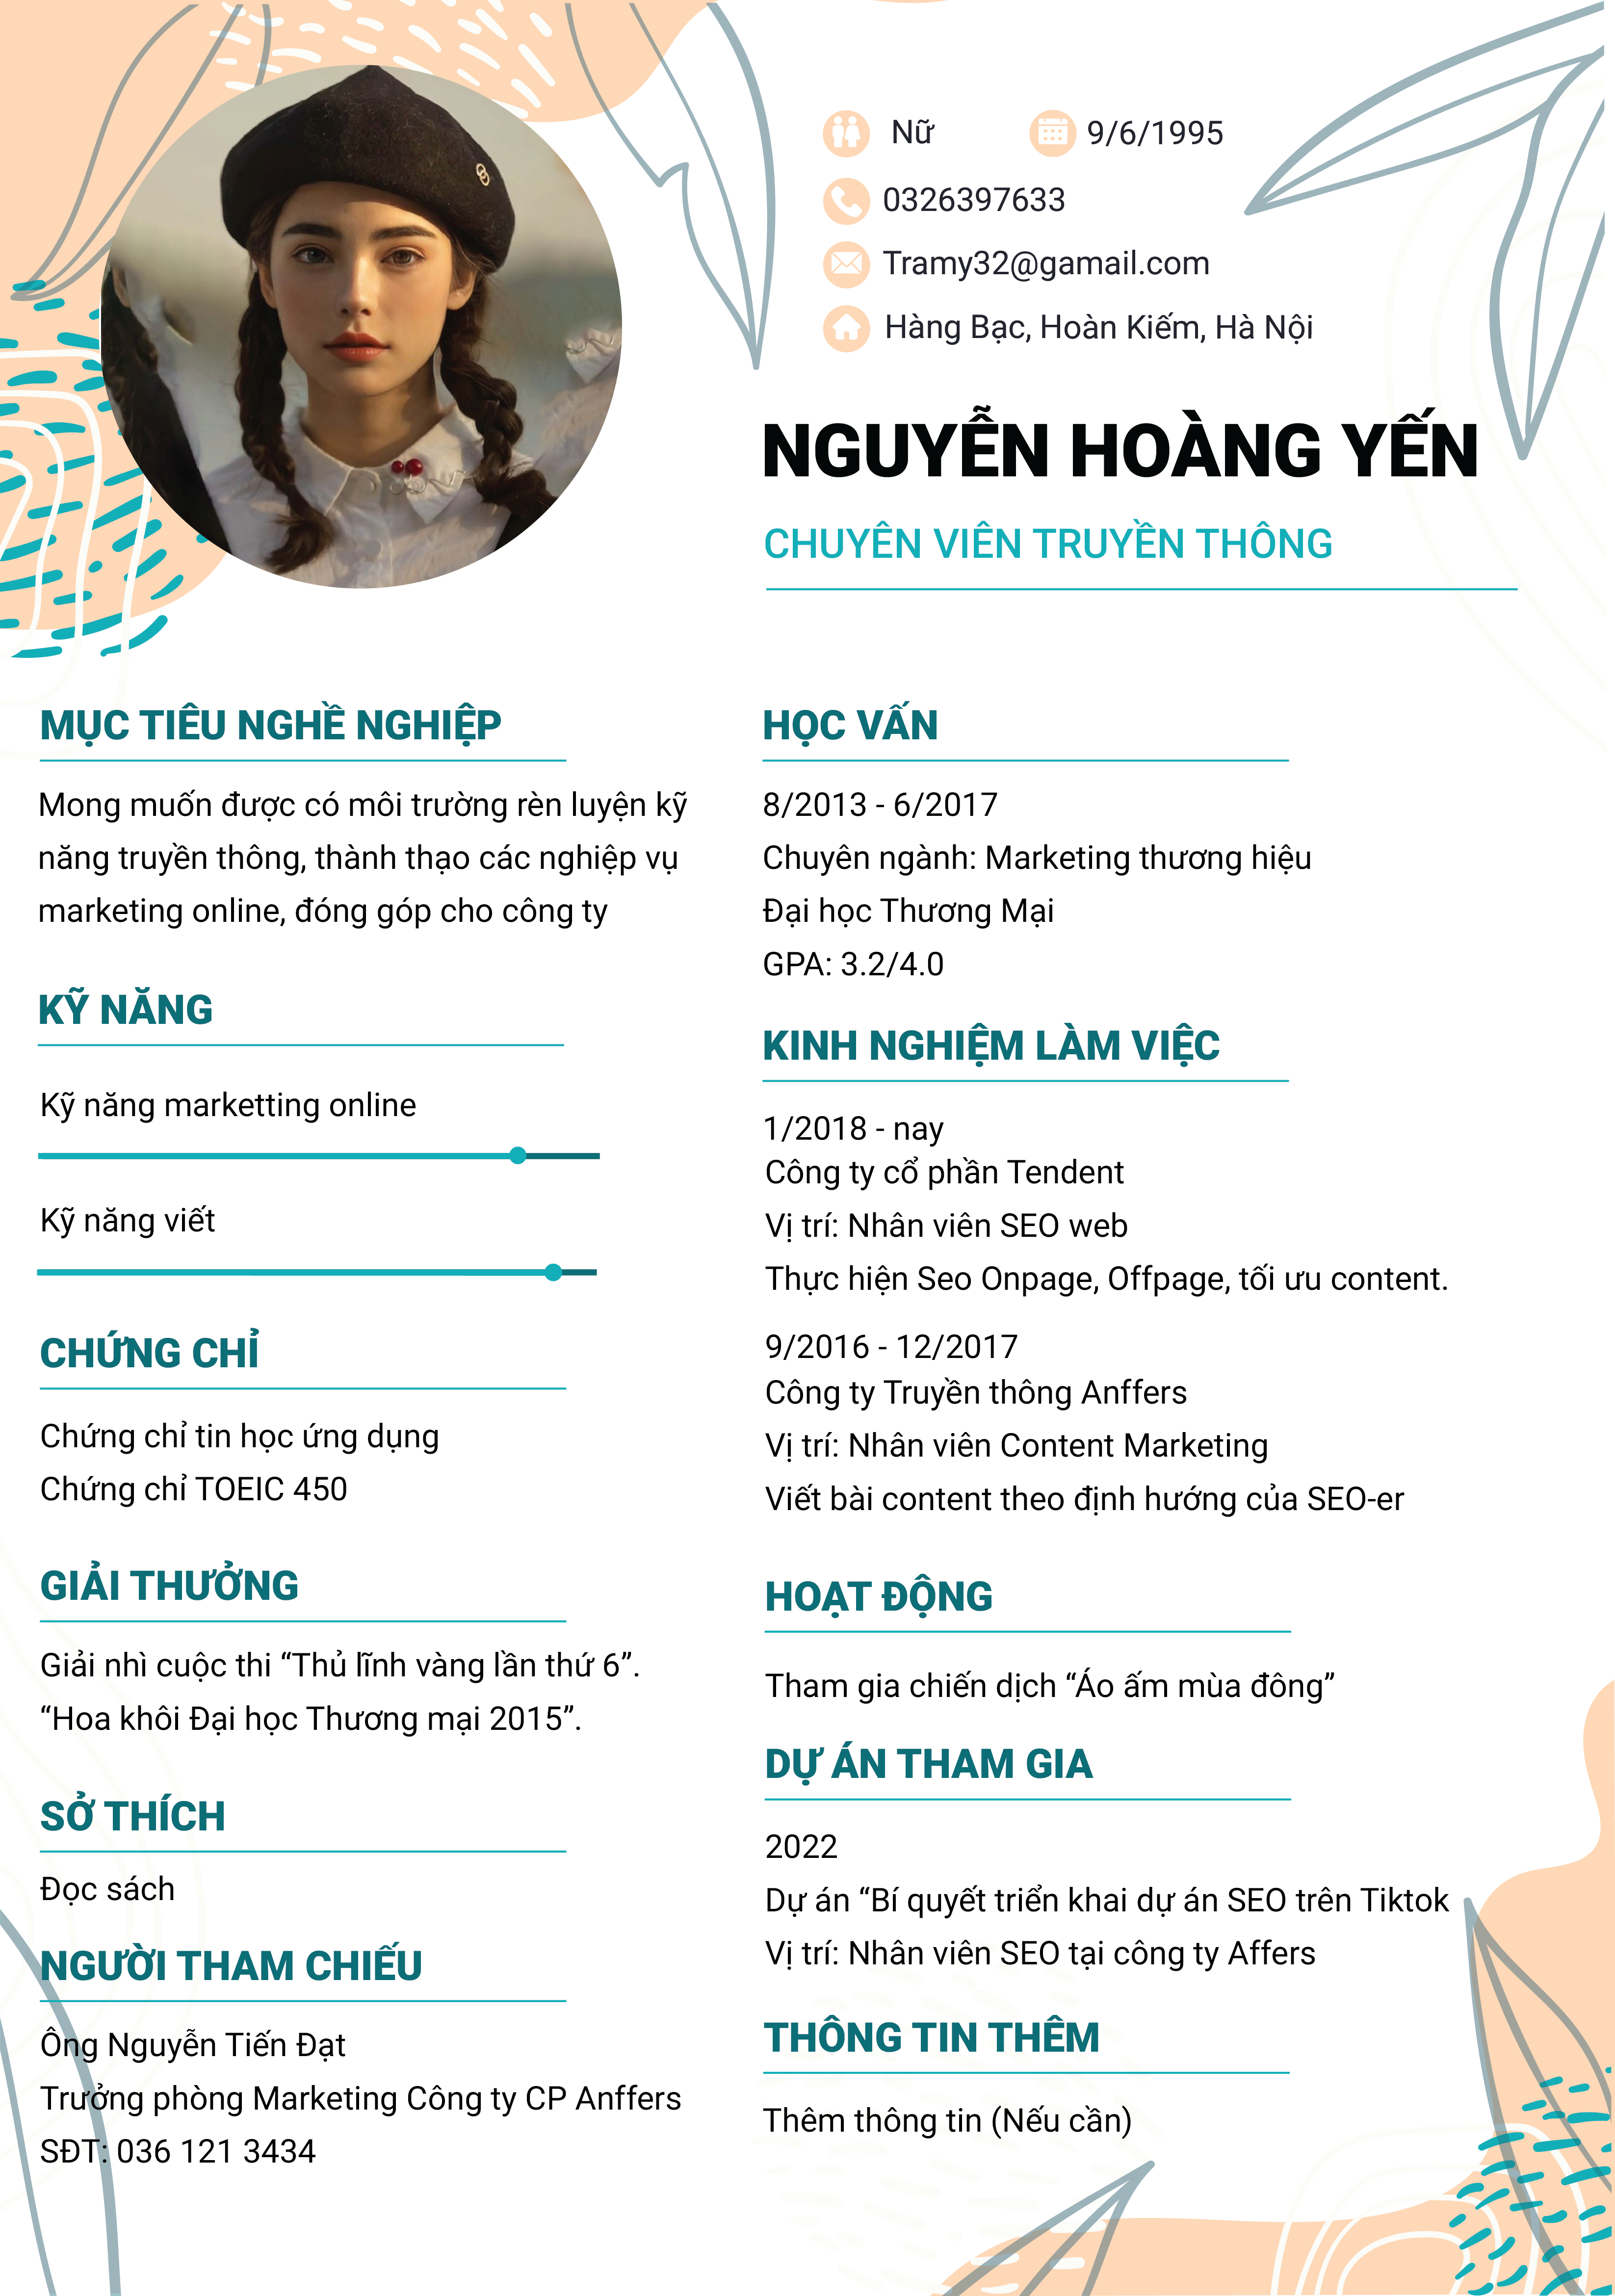 Nữ
9/6/1995
0326397633
Tramy32@gamail.com
Hàng Bạc, Hoàn Kiếm, Hà Nội
NGUYỄN HOÀNG YẾN
CHUYÊN VIÊN TRUYỀN THÔNG
MỤC TIÊU NGHỀ NGHIỆP
Mong muốn được có môi trường rèn luyện kỹ
năng truyền thông, thành thạo các nghiệp vụ
marketing online, đóng góp cho công ty
KỸ NĂNG
Kỹ năng marketting online
Kỹ năng viết
CHỨNG CHỈ
Chứng chỉ tin học ứng dụng
Chứng chỉ TOEIC 450
GIẢI THƯỞNG
Giải nhì cuộc thi “Thủ lĩnh vàng lần thứ 6”.
“Hoa khôi Đại học Thương mại 2015”.
SỞ THÍCH
Đọc sách
NGƯỜI THAM CHIẾU
Ông Nguyễn Tiến Đạt
Trưởng phòng Marketing Công ty CP Anffers
SĐT: 036 121 3434
HỌC VẤN
8/2013 - 6/2017
Chuyên ngành: Marketing thương hiệu
Đại học Thương Mại
GPA: 3.2/4.0
KINH NGHIỆM LÀM VIỆC
1/2018 - nay
Công ty cổ phần Tendent
Vị trí: Nhân viên SEO web
Thực hiện Seo Onpage, Offpage, tối ưu content.
9/2016 - 12/2017
Công ty Truyền thông Anffers
Vị trí: Nhân viên Content Marketing
Viết bài content theo định hướng của SEO-er
HOẠT ĐỘNG
Tham gia chiến dịch “Áo ấm mùa đông”
DỰ ÁN THAM GIA
2022
Dự án “Bí quyết triển khai dự án SEO trên Tiktok
Vị trí: Nhân viên SEO tại công ty Affers
THÔNG TIN THÊM
Thêm thông tin (Nếu cần)